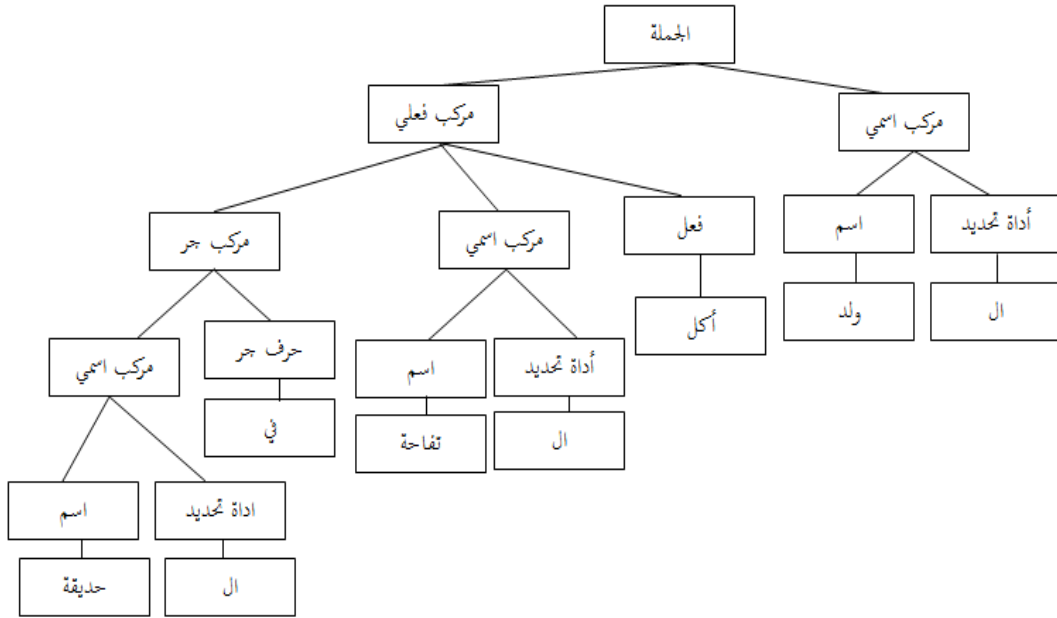 الجملة
مركب اسمي
مركب فعلي
أداة تحديد
اسم
فعل
مركب اسمي
مركب جر
ال
ولد
أكل
حرف جر
مركب اسمي
أداة تحديد
اسم
في
ال
تفاحة
اداة تحديد
اسم
ال
حديقة